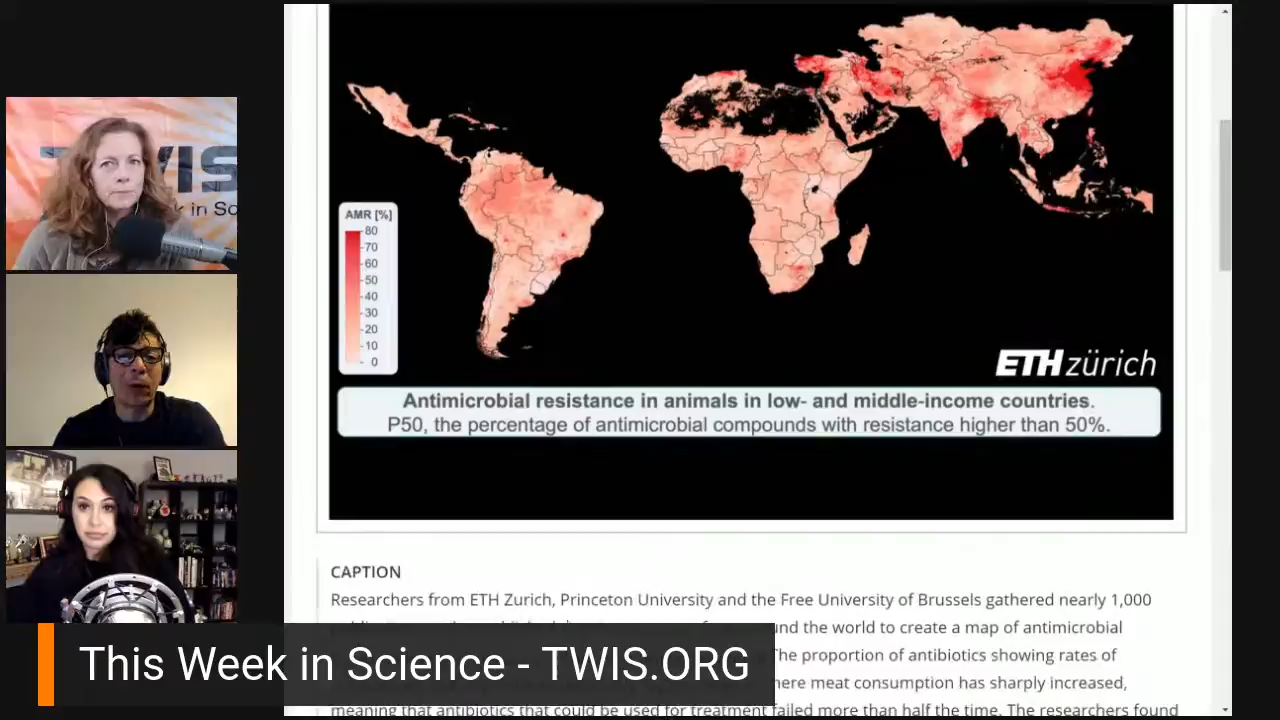 TWIS
k in Sc
AMR [%]
80
70
60
50
40
30
20
10
0
ETH zürich
Antimicrobial resistance in animals in low- and middle-income countries.
P50, the percentage of antimicrobial compounds with resistance higher than 50%.
CAPTION
Researchers from ETH Zurich, Princeton University and the Free University of Brussels gathered nearly 1,000
und the world to create a map of antimicrobial
The proportion of antibiotics showing rates of
here meat consumption has sharply increased,
meaning that antibiotics that could be used for treatment failed more than half the time. The researchers found
This Week in Science - TWIS.ORG